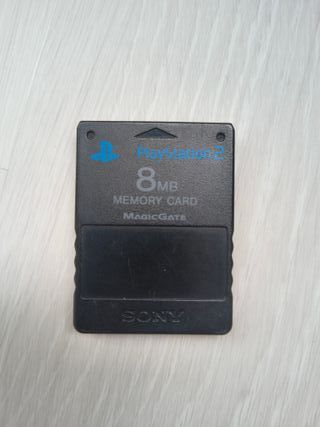 PlayStation 2
8MB
MEMORY CARD
MAGICGATE
SONY